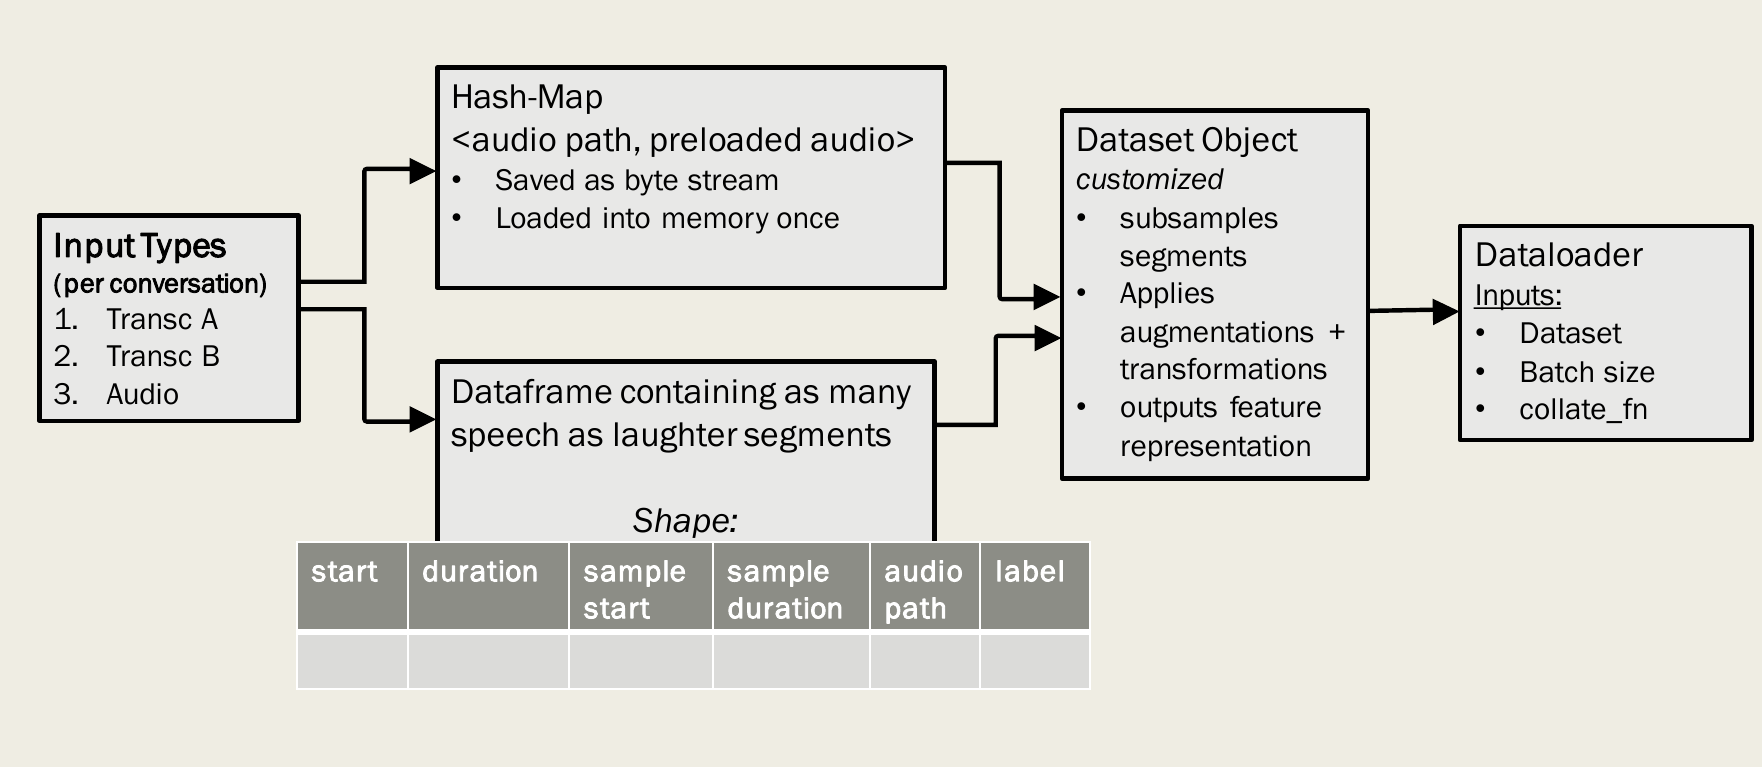 Input Types
(per conversation)
1. Transc A
2. Transc B
3. Audio
Hash-Map
<audio path, preloaded audio>
• Saved as byte stream
• Loaded into memory once
Dataframe containing as many
speech as laughter segments
Shape:
start duration sample start sample duration audio path label
Dataset Object
customized
• subsamples
segments
• Applies
augmentations +
transformations
• outputs feature
representation
Dataloader
Inputs:
• Dataset
• Batch size
• collate_fn